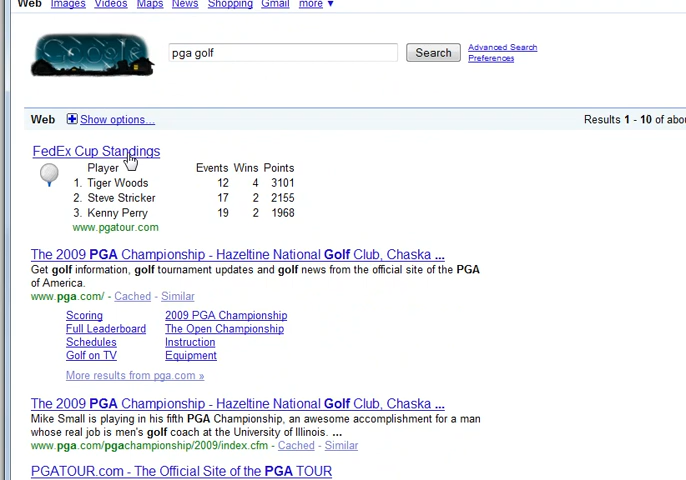 Web Images Videos Maps News Shopping Gmail more ▼
Google
pga golf Search Advanced Search
Preferences
Web + Show options... Results 1 - 10 of abou
FedEx Cup Standings
Player Events Wins Points
1. Tiger Woods 12 4 3101
2. Steve Stricker 17 2 2155
3. Kenny Perry 19 2 1968
www.pgatour.com
The 2009 PGA Championship - Hazeltine National Golf Club, Chaska ...
Get golf information, golf tournament updates and golf news from the official site of the PGA
of America.
www.pga.com/ - Cached - Similar
Scoring 2009 PGA Championship
Full Leaderboard The Open Championship
Schedules Instruction
Golf on TV Equipment
More results from pga.com »
The 2009 PGA Championship - Hazeltine National Golf Club, Chaska ...
Mike Small is playing in his fifth PGA Championship, an awesome accomplishment for a man
whose real job is men's golf coach at the University of Illinois. ...
www.pga.com/pgachampionship/2009/index.cfm - Cached - Similar
PGATOUR.com - The Official Site of the PGA TOUR